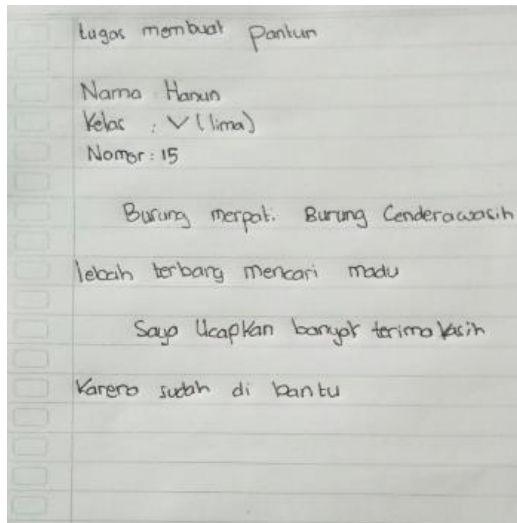 tugas membuat pantun
Nama Hanun
Kelas : V (lima)
Nomor : 15
Burung merpati. Burung Cenderawasih
lebah terbang mencari madu
Saya Ucapkan banyak terima kasih
Karena sudah di bantu